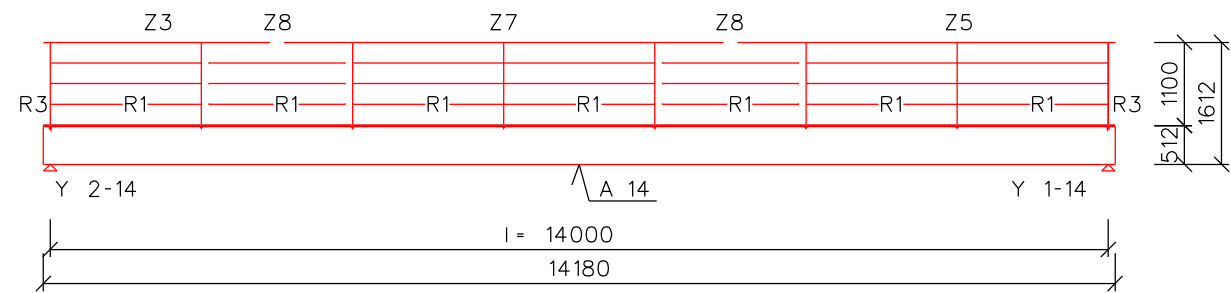 Z3 Z8 Z7 Z8 Z5
R3 R1 R1 R1 R1 R1 R1 R1 R3
1100
1612
512
Y 2-14 A 14 Y 1-14
l = 14000
14180